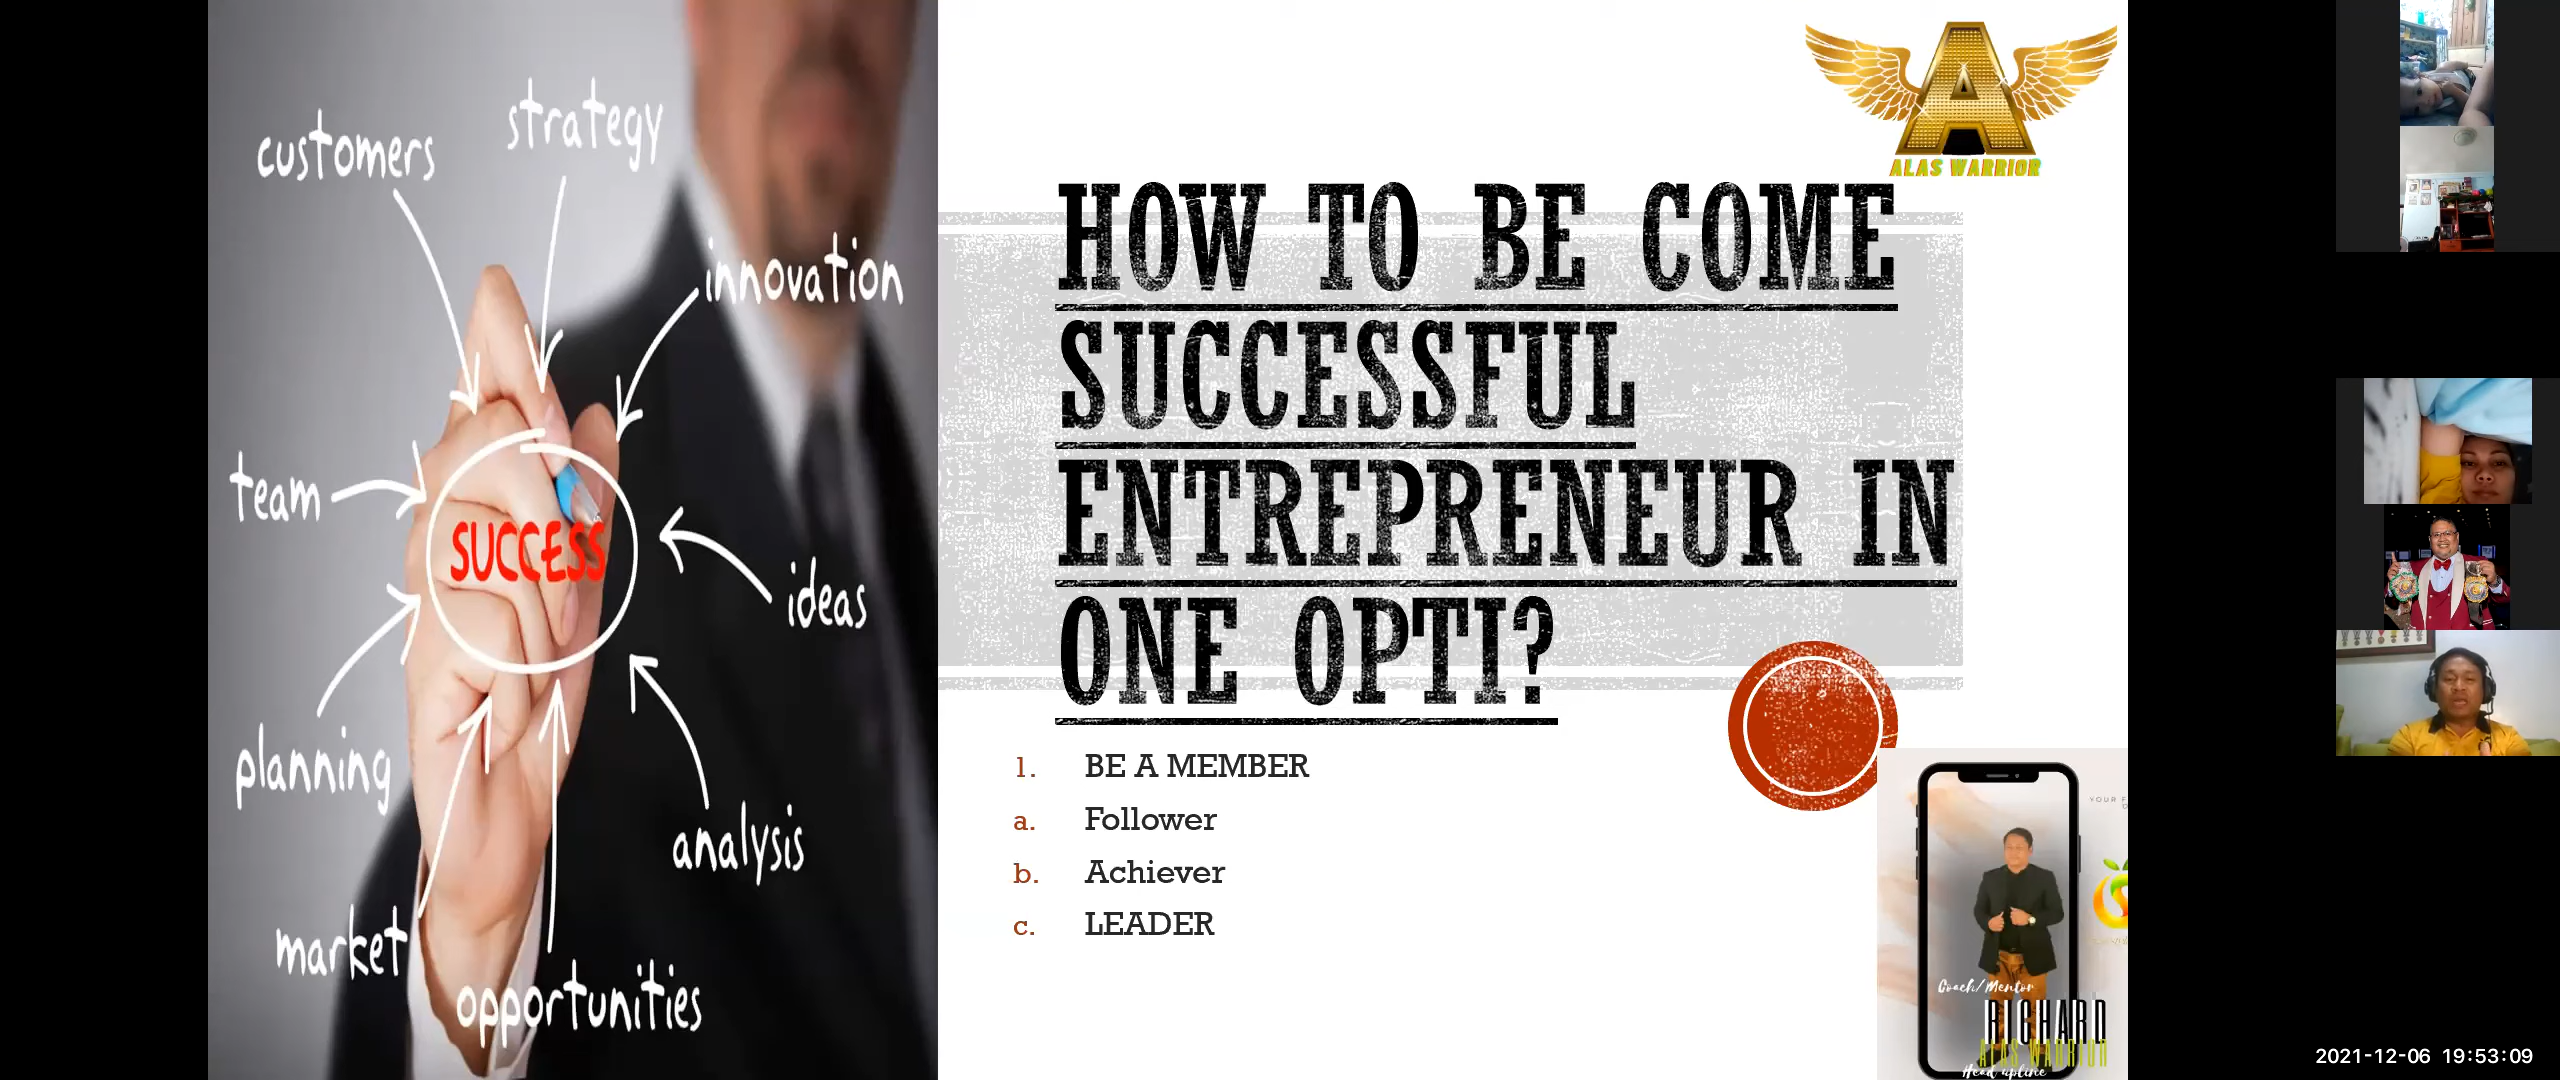 strategy
customers
innovation
team
SUCCESS
ideas
planning
analysis
market
opportunities
A
ALAS WARRIOR
HOW TO BE COME
SUCCESSFUL
ENTREPRENEUR IN
ONE OPTI?
1. BE A MEMBER
a. Follower
b. Achiever
c. LEADER
YOUR F
Coach/Mentor
RICHARD
ALAS WARRIOR
Head upline
2021-12-06 19:53:09